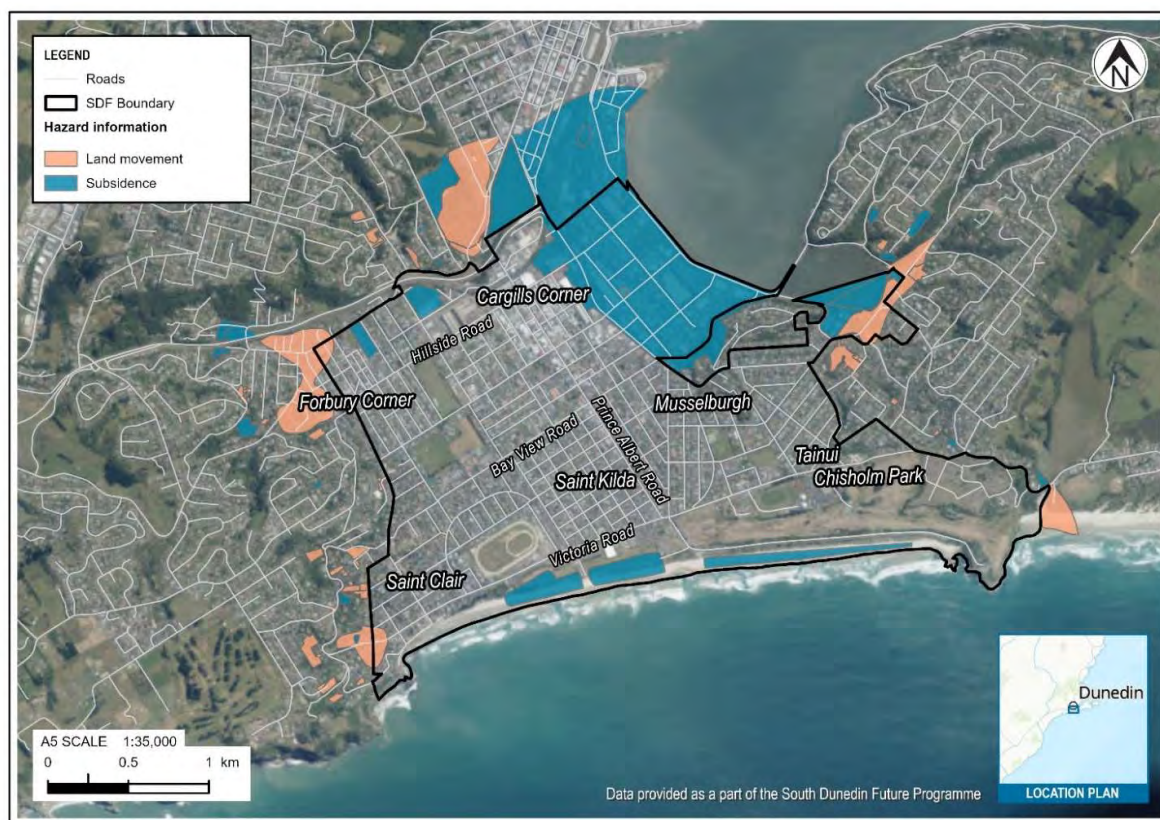 LEGEND
Roads
SDF Boundary
Hazard information
Land movement
Subsidence
N
Cargills Corner
Hillside Road
Forbury Corner
Musselburgh
Prince Albert Road
Bay View Road
Tainui
Chisholm Park
Saint Kilda
Victoria Road
Saint Clair
A5 SCALE 1:35,000
0 0.5 1 km
Data provided as a part of the South Dunedin Future Programme
Dunedin
LOCATION PLAN